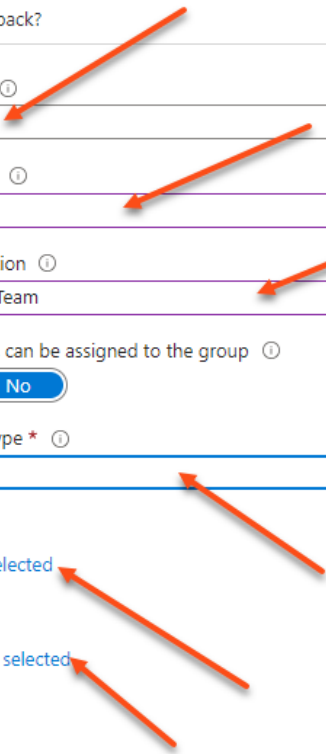 back?
ion
Team
can be assigned to the group
No
ype *
elected
selected